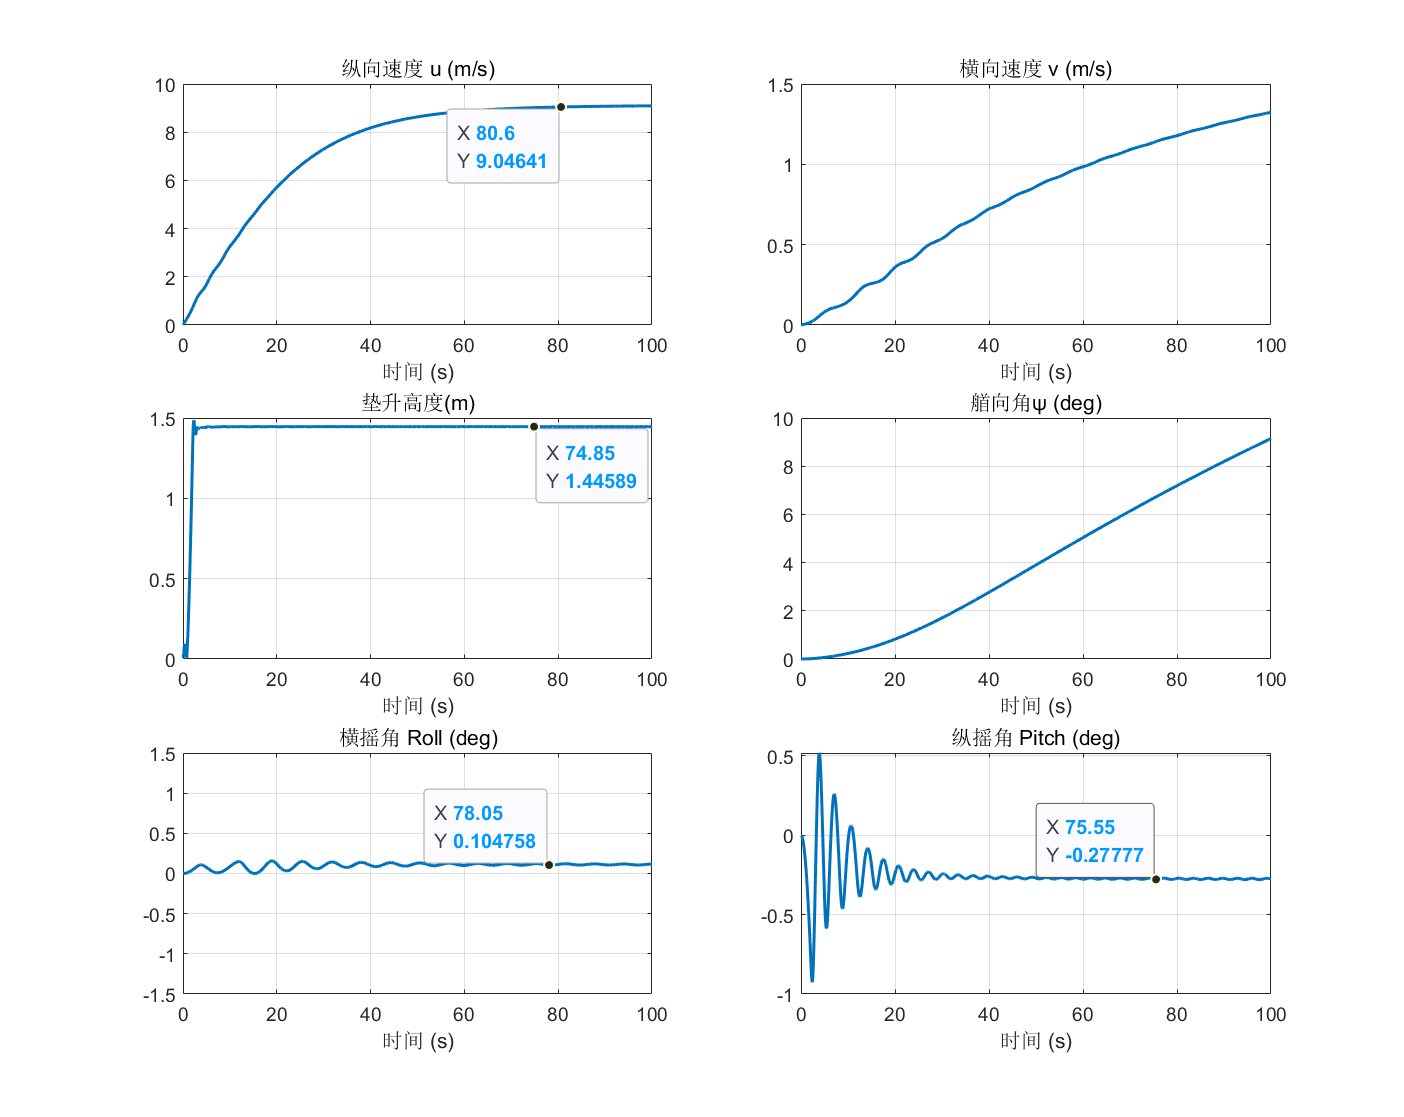 纵向速度 u (m/s)
10
8
6
4
2
0
X 80.6
Y 9.04641
0 20 40 60 80 100
时间 (s)
横向速度 v (m/s)
1.5
1
0.5
0
0 20 40 60 80 100
时间 (s)
垫升高度(m)
1.5
1
0.5
0
X 74.85
Y 1.44589
0 20 40 60 80 100
时间 (s)
艏向角ψ (deg)
10
8
6
4
2
0
0 20 40 60 80 100
时间 (s)
横摇角 Roll (deg)
1.5
1
0.5
0
-0.5
-1
-1.5
X 78.05
Y 0.104758
0 20 40 60 80 100
时间 (s)
纵摇角 Pitch (deg)
0.5
0
-0.5
-1
X 75.55
Y -0.27777
0 20 40 60 80 100
时间 (s)